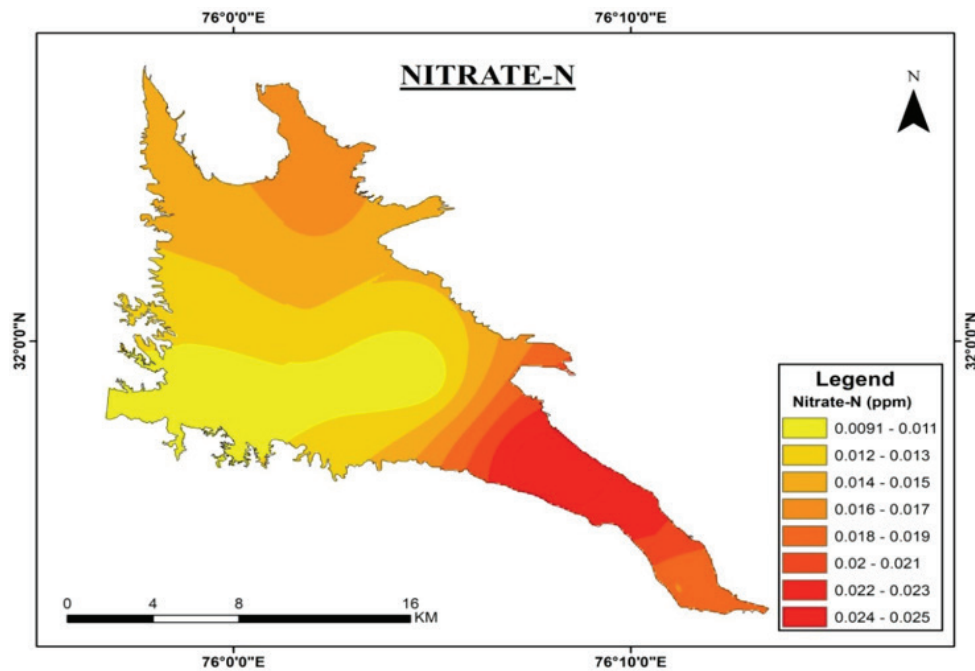 76°0'0"E 76°10'0"E
NITRATE-N
N
32°0'0"N 32°0'0"N
Legend
Nitrate-N (ppm)
0.0091 - 0.011
0.012 - 0.013
0.014 - 0.015
0.016 - 0.017
0.018 - 0.019
0.02 - 0.021
0.022 - 0.023
0.024 - 0.025
0 4 8 16
KM
76°0'0"E 76°10'0"E